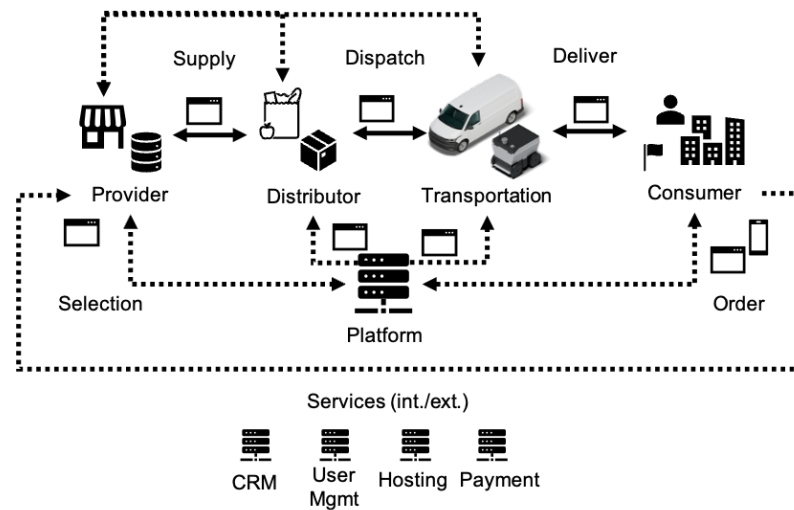 Supply
Dispatch
Deliver
Provider
Distributor
Transportation
Consumer
Selection
Platform
Order
Services (int./ext.)
CRM
User
Mgmt
Hosting
Payment